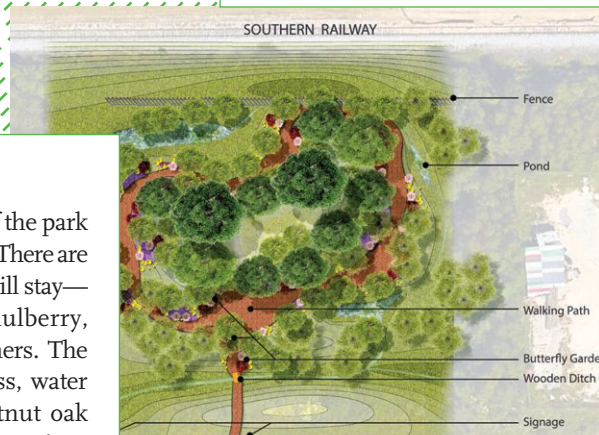 SOUTHERN RAILWAY
Fence
Pond
Walking Path
Butterfly Garde
Wooden Ditch
Signage
f the park
There are
ill stay—
ulberry,
ners. The
ss, water
tnut oak